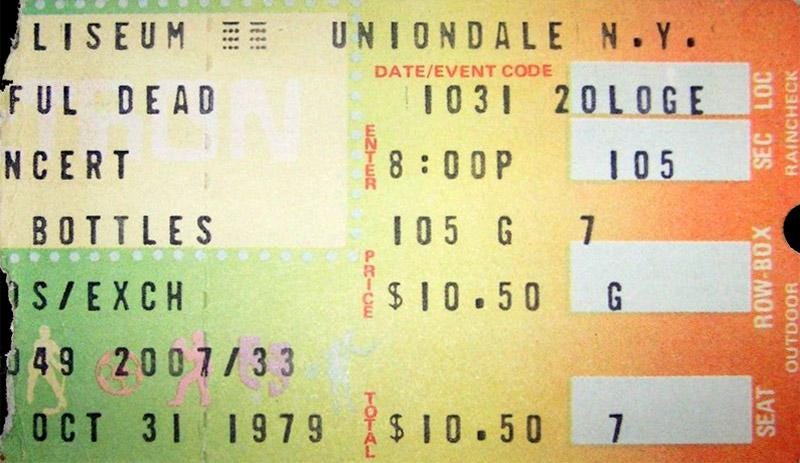 LISEUM UNIONDALE N.Y.
DATE/EVENT CODE
FUL DEAD 1031 20LOGE LOC
RAINCHECK
NCERT ENTER 8:00P 105 SEC
BOTTLES 105 G 7
OS/EXCH PRICE $10.50 G ROW-BOX
OUTDOOR
049 2007/33
OCT 31 1979 TOTAL $10.50 7 SEAT